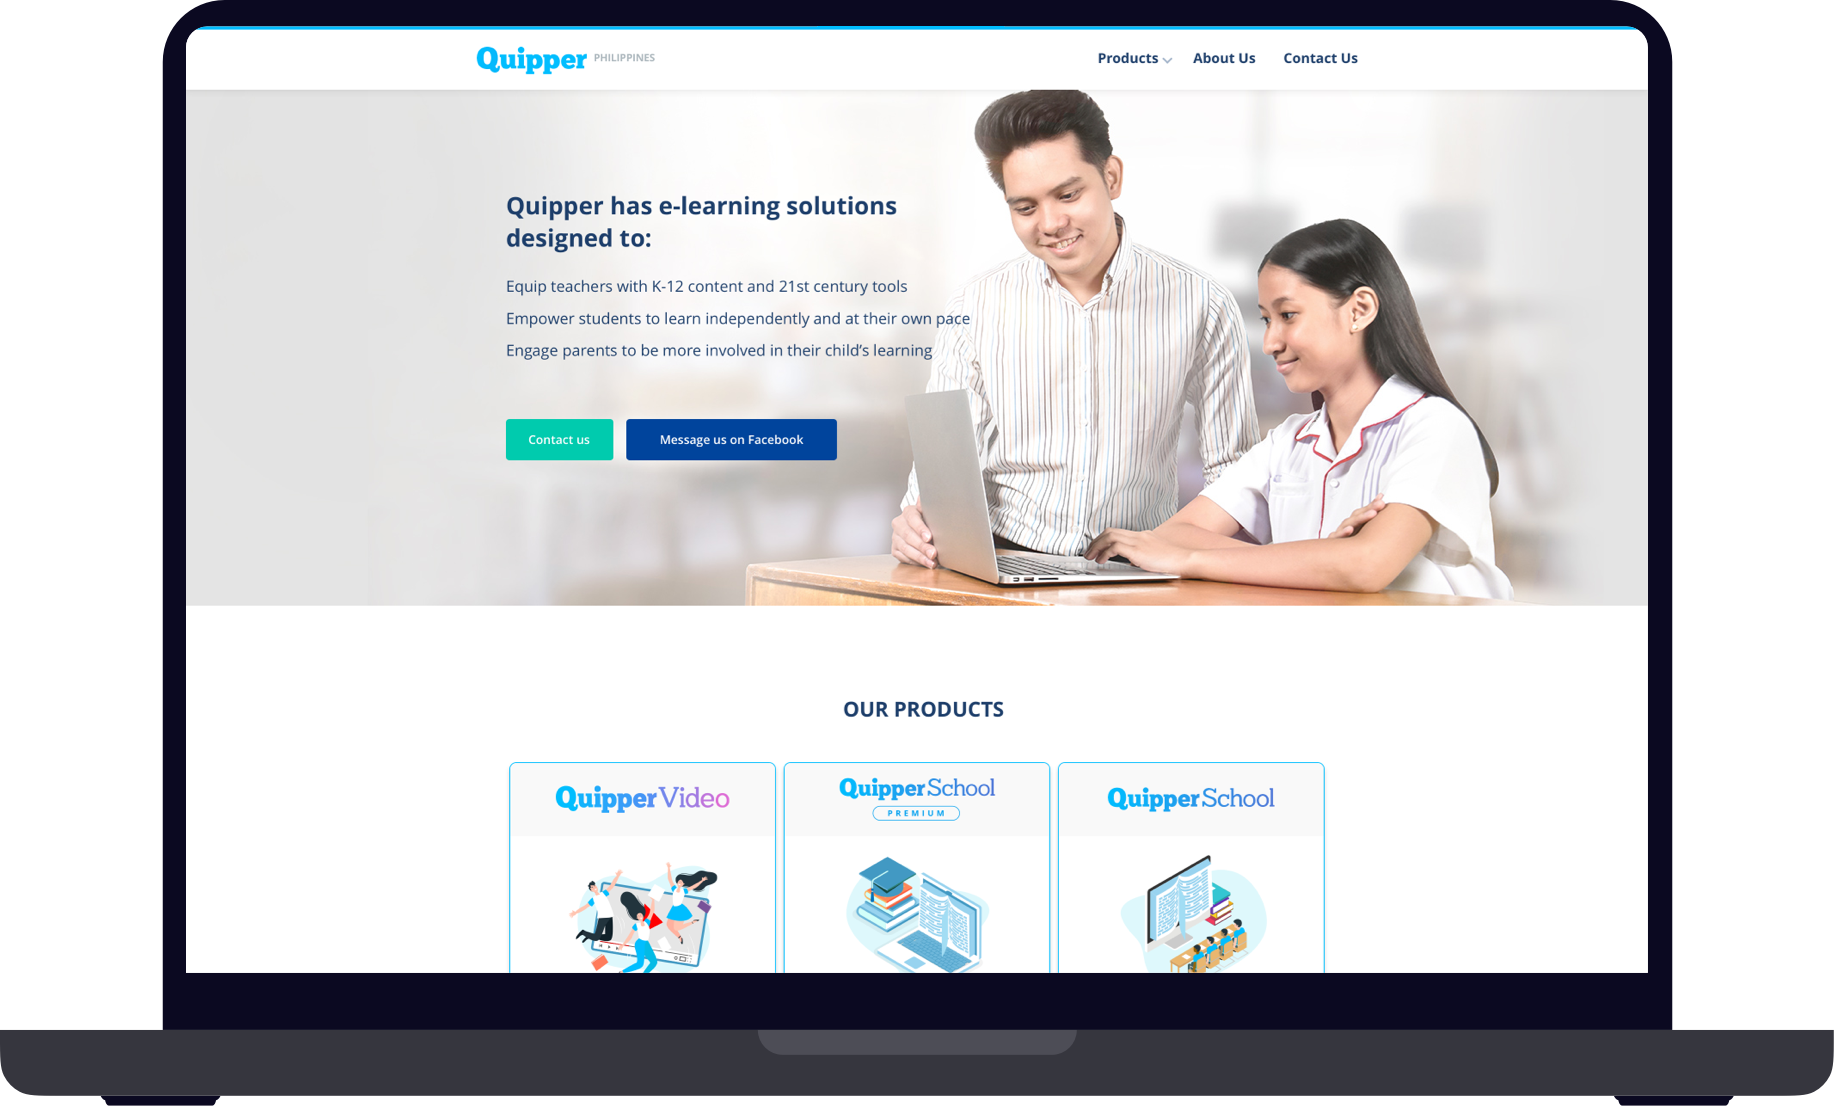 Quipper PHILIPPINES
Products About Us Contact Us
Quipper has e-learning solutions
designed to:
Equip teachers with K-12 content and 21st century tools
Empower students to learn independently and at their own pace
Engage parents to be more involved in their child’s learning
Contact us Message us on Facebook
OUR PRODUCTS
QuipperVideo
QuipperSchool
PREMIUM
QuipperSchool